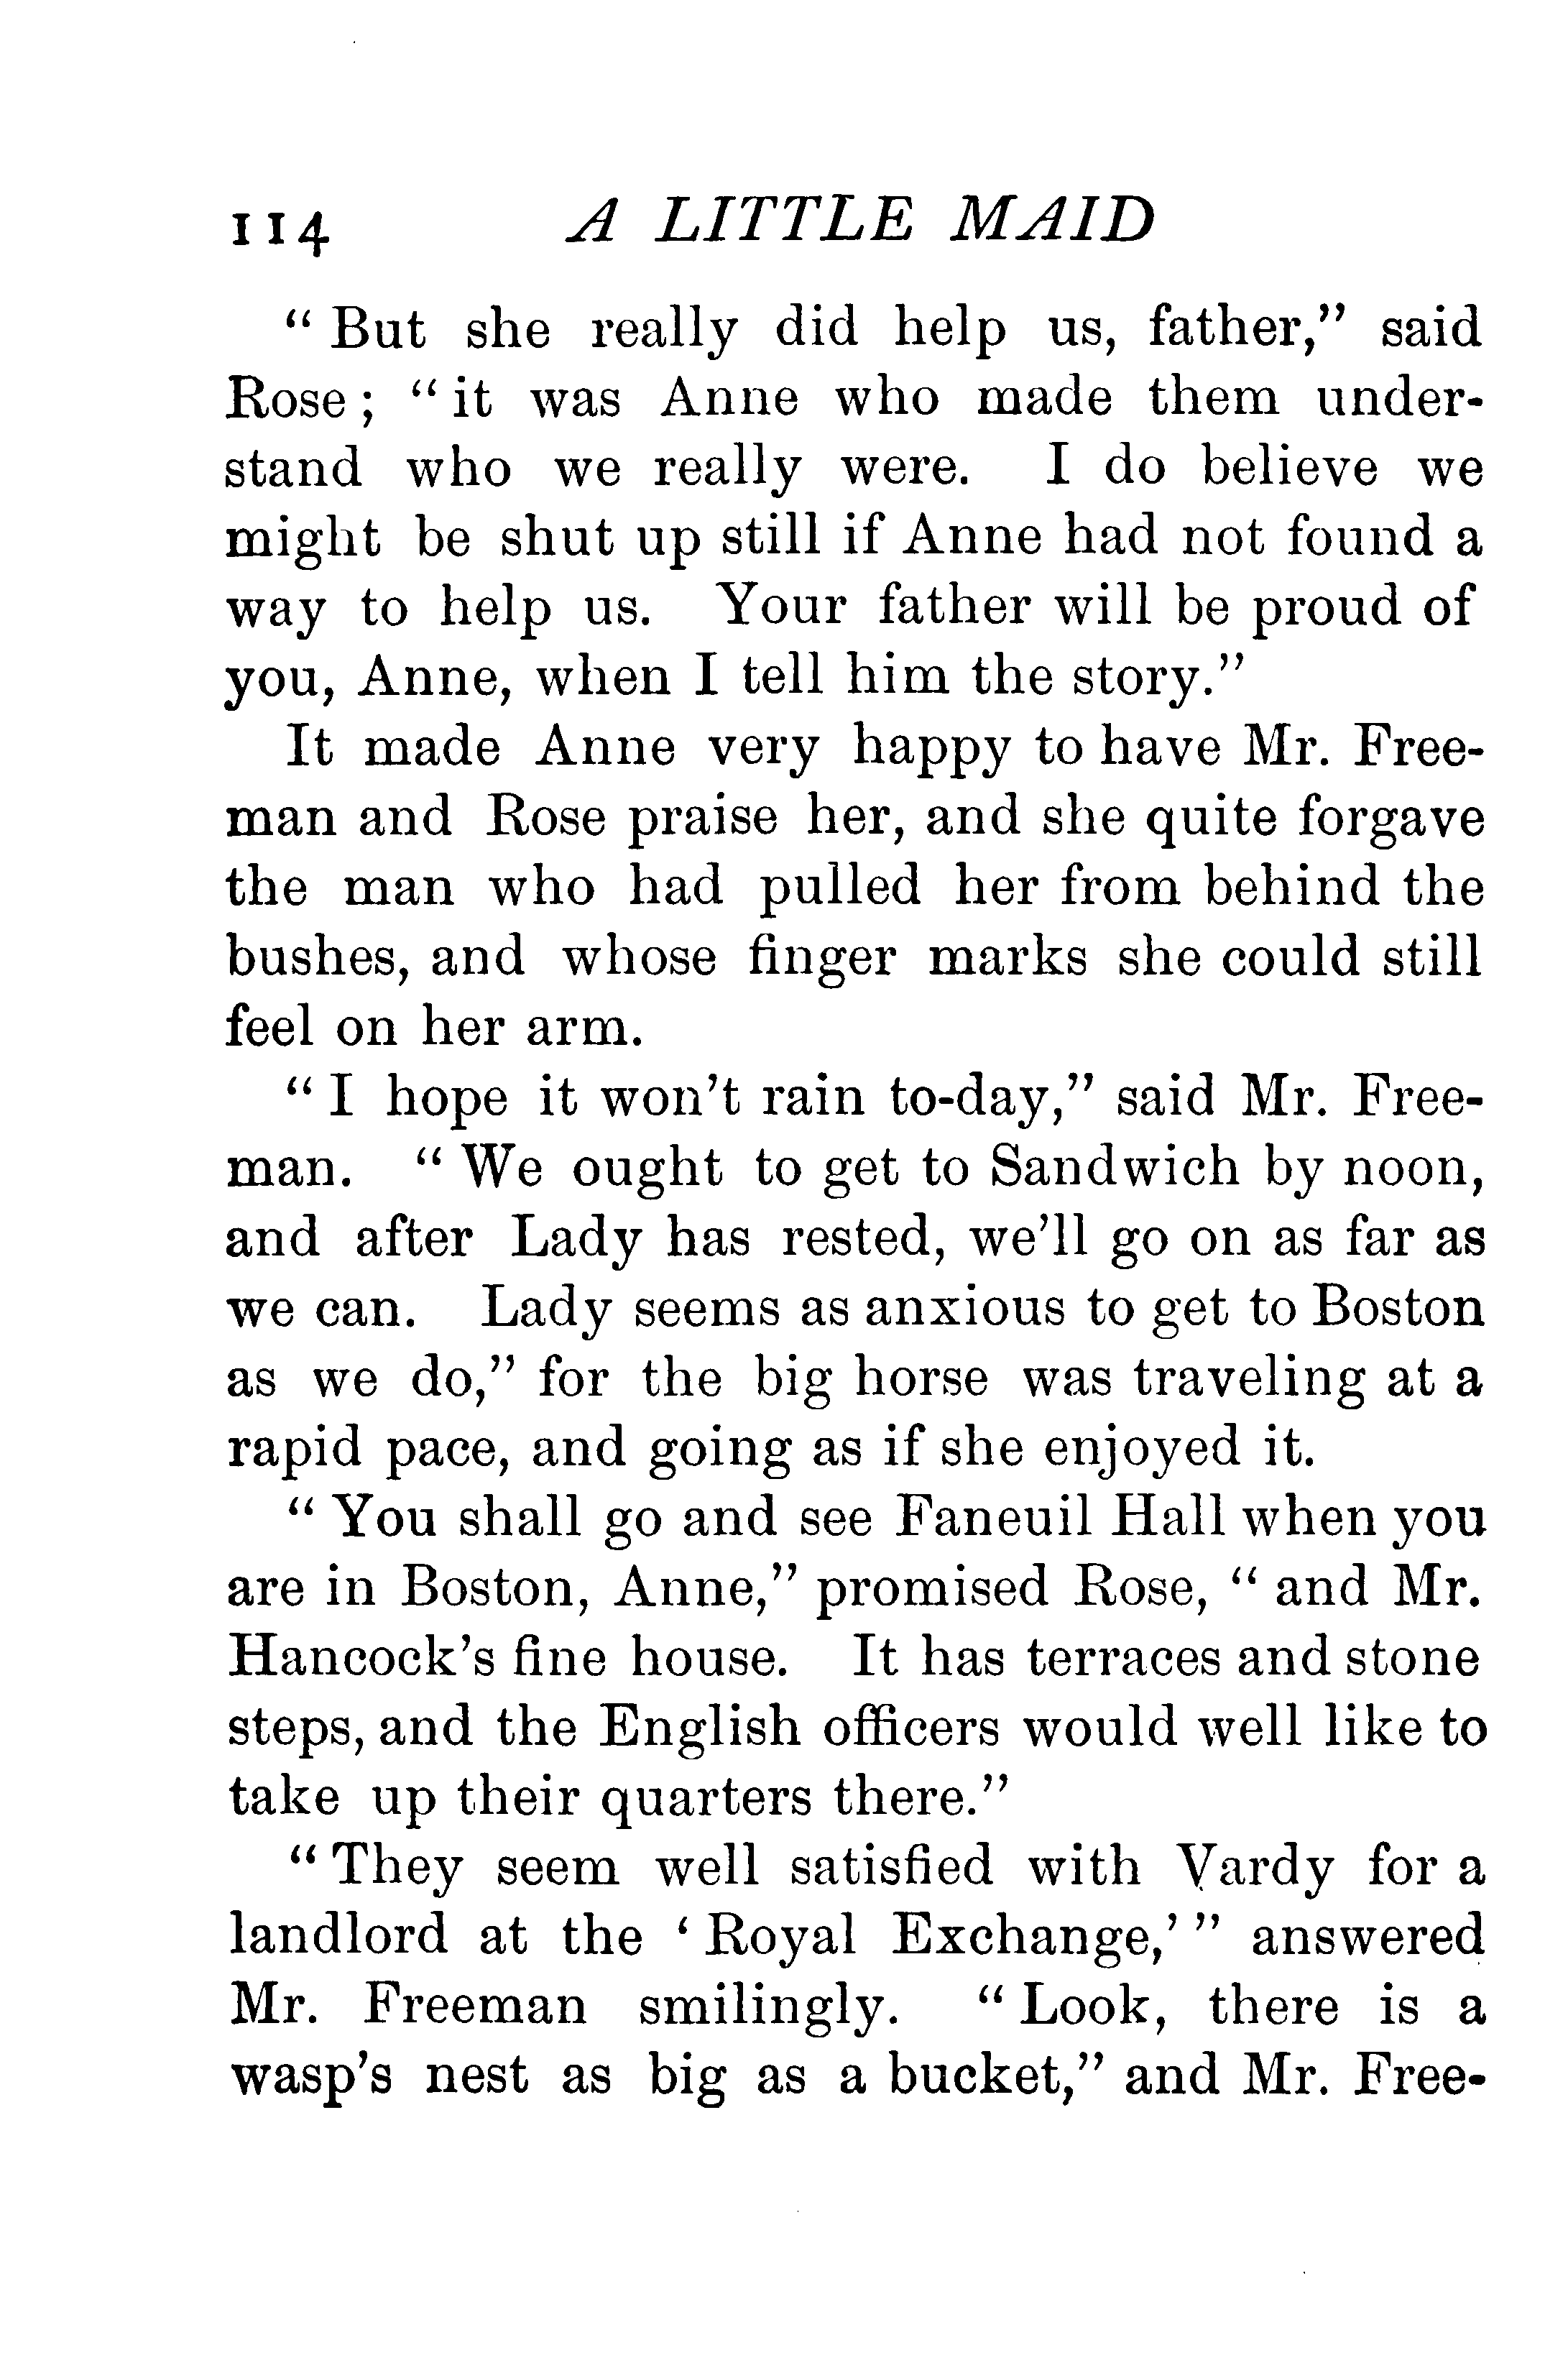 114 A LITTLE MAID
“ But she really did help us, father,” said
Rose ; “ it was Anne who made them under-
stand who we really were. I do believe we
might be shut up still if Anne had not found a
way to help us. Your father will be proud of
you, Anne, when I tell him the story.”
It made Anne very happy to have Mr. Free-
man and Rose praise her, and she quite forgave
the man who had pulled her from behind the
bushes, and whose finger marks she could still
feel on her arm.
“ I hope it won’t rain to-day,” said Mr. Free-
man. “ We ought to get to Sandwich by noon,
and after Lady has rested, we’ll go on as far as
we can. Lady seems as anxious to get to Boston
as we do,” for the big horse was traveling at a
rapid pace, and going as if she enjoyed it.
“ You shall go and see Faneuil Hall when you
are in Boston, Anne,” promised Rose, “ and Mr.
Hancock’s fine house. It has terraces and stone
steps, and the English officers would well like to
take up their quarters there.”
“ They seem well satisfied with Vardy for a
landlord at the ‘ Royal Exchange,’ ” answered
Mr. Freeman smilingly. “ Look, there is a
wasp’s nest as big as a bucket,” and Mr. Free-